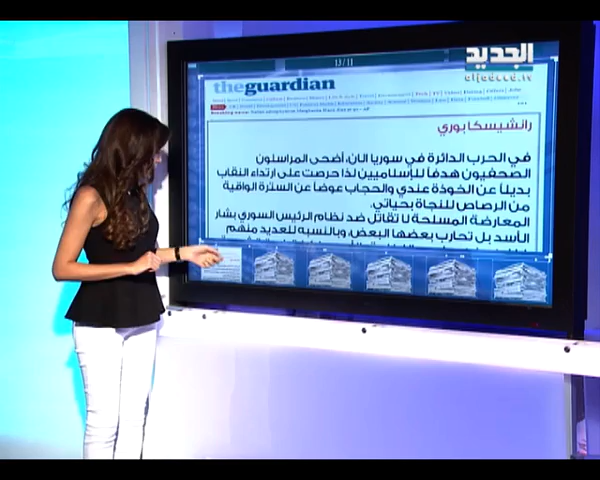 13/11
الجديد
aljadeed.tv
theguardian
رانشيسكا بوري
في الحرب الدائرة في سوريا الان، أضحى المراسلون
الصحفيون هدفاً للإسلاميين لذا حرصت على ارتداء النقاب
بديلاً عن الخوذة عندي والحجاب عوضاً عن السترة الواقية
من الرصاص للنجاة بحياتي.
المعارضة المسلحة لا تقاتل ضد نظام الرئيس السوري بشار
الأسد بل تحارب بعضها البعض، وبالنسبه للعديد منهم